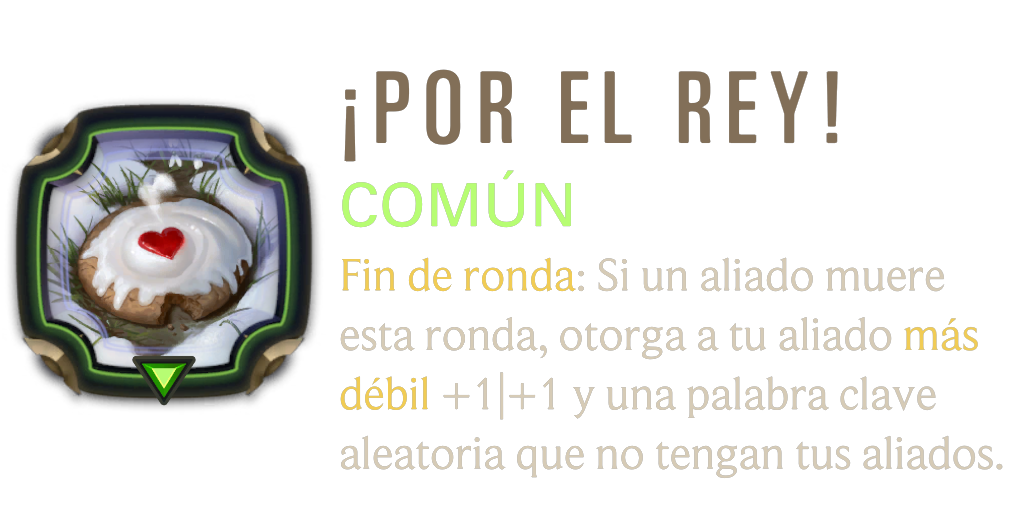 ¡POR EL REY!
COMÚN
Fin de ronda: Si un aliado muere
esta ronda, otorga a tu aliado más
débil +1|+1 y una palabra clave
aleatoria que no tengan tus aliados.